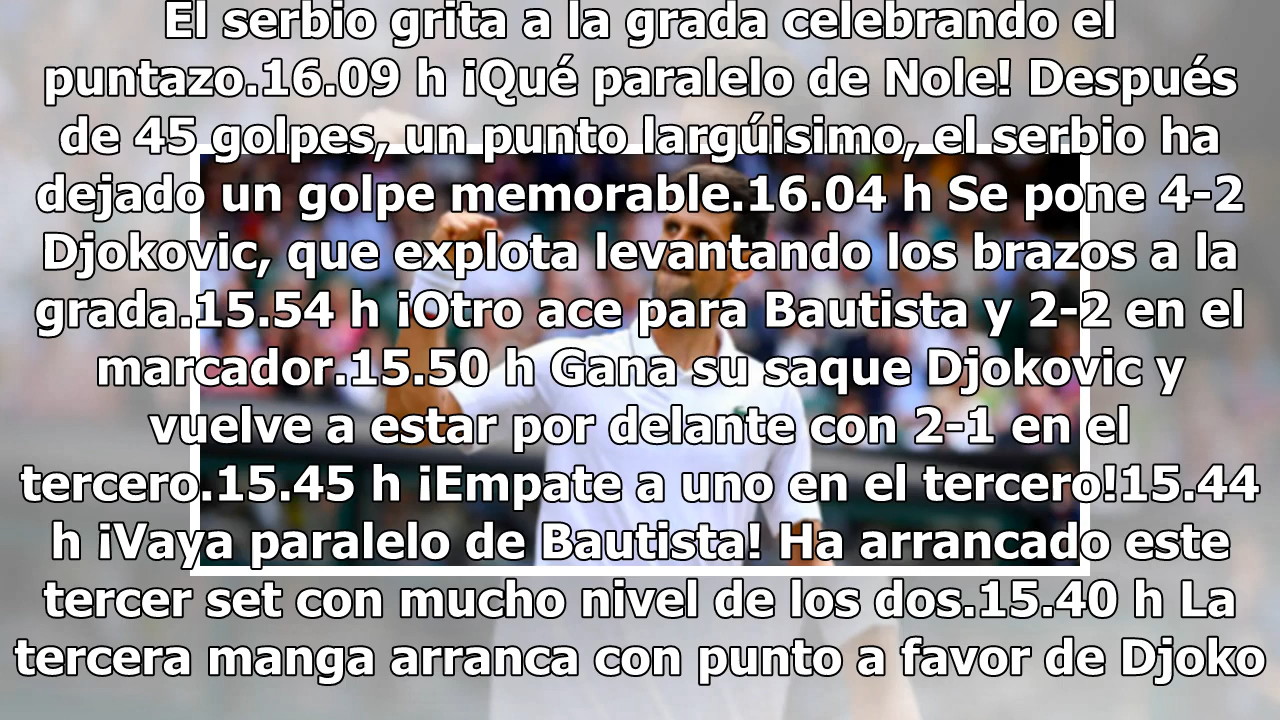 El serbio grita a la grada celebrando el
puntazo.16.09 h ¡Qué paralelo de Nole! Después
de 45 golpes, un punto largúisimo, el serbio ha
dejado un golpe memorable.16.04 h Se pone 4-2
Djokovic, que explota levantando los brazos a la
grada.15.54 h ¡Otro ace para Bautista y 2-2 en el
marcador.15.50 h Gana su saque Djokovic y
vuelve a estar por delante con 2-1 en el
tercero.15.45 h ¡Empate a uno en el tercero!15.44
h ¡Vaya paralelo de Bautista! Ha arrancado este
tercer set con mucho nivel de los dos.15.40 h La
tercera manga arranca con punto a favor de Djoko